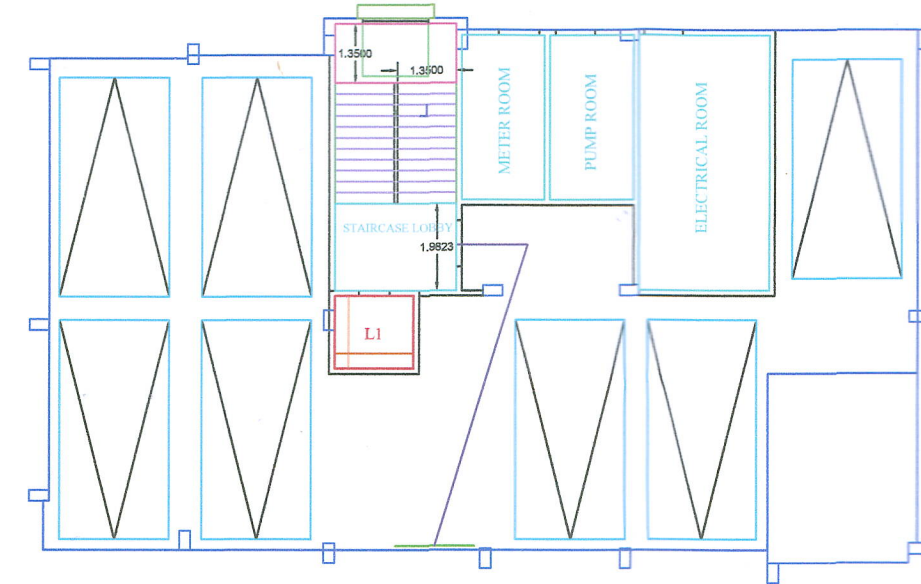 1.3500
1.3500
METER ROOM
PUMP ROOM
ELECTRICAL ROOM
STAIRCASE LOBBY
1.9823
L1